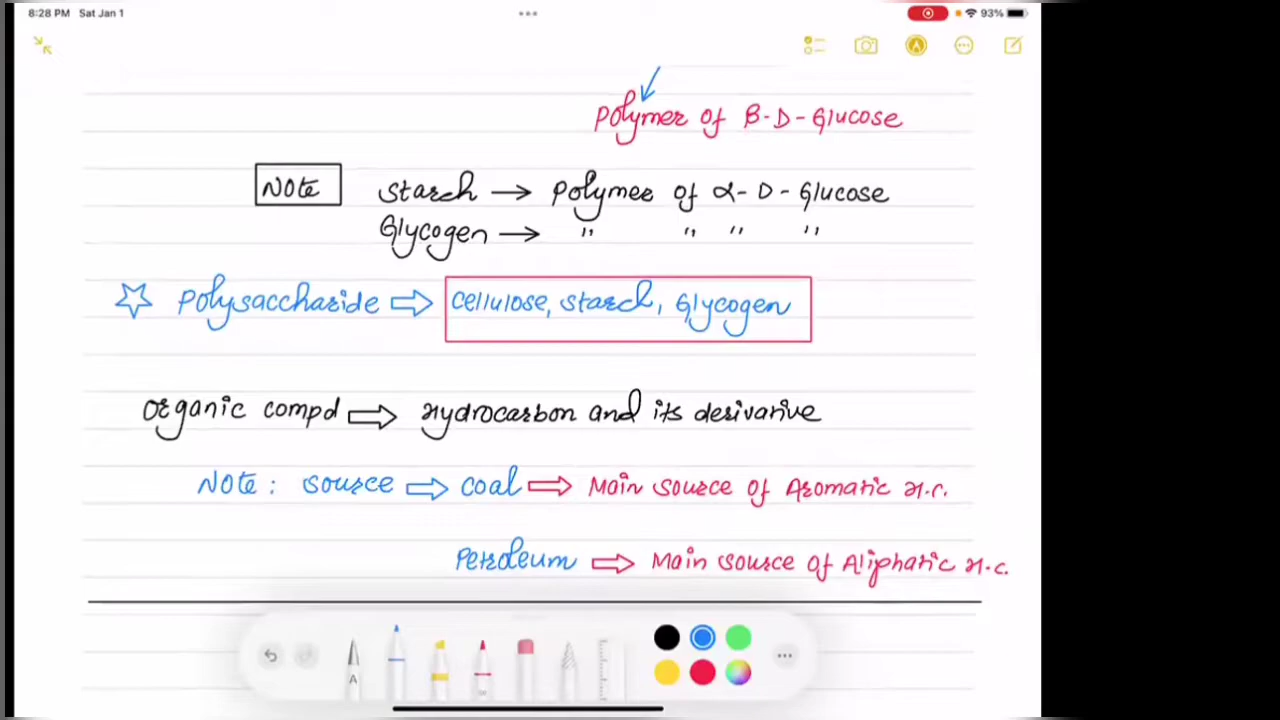 8:28 PM Sat Jan 1
93%
Polymer of β-D-Glucose
Note Starch → Polymer of α-D-Glucose
Glycogen → " " " "
☆ Polysaccharide ⇒ Cellulose, Starch, Glycogen
Organic compd ⇒ Hydrocarbon and its derivative
Note: Source ⇒ Coal ⇒ Main source of Aromatic H.C.
Petroleum ⇒ Main source of Aliphatic H.C.
A